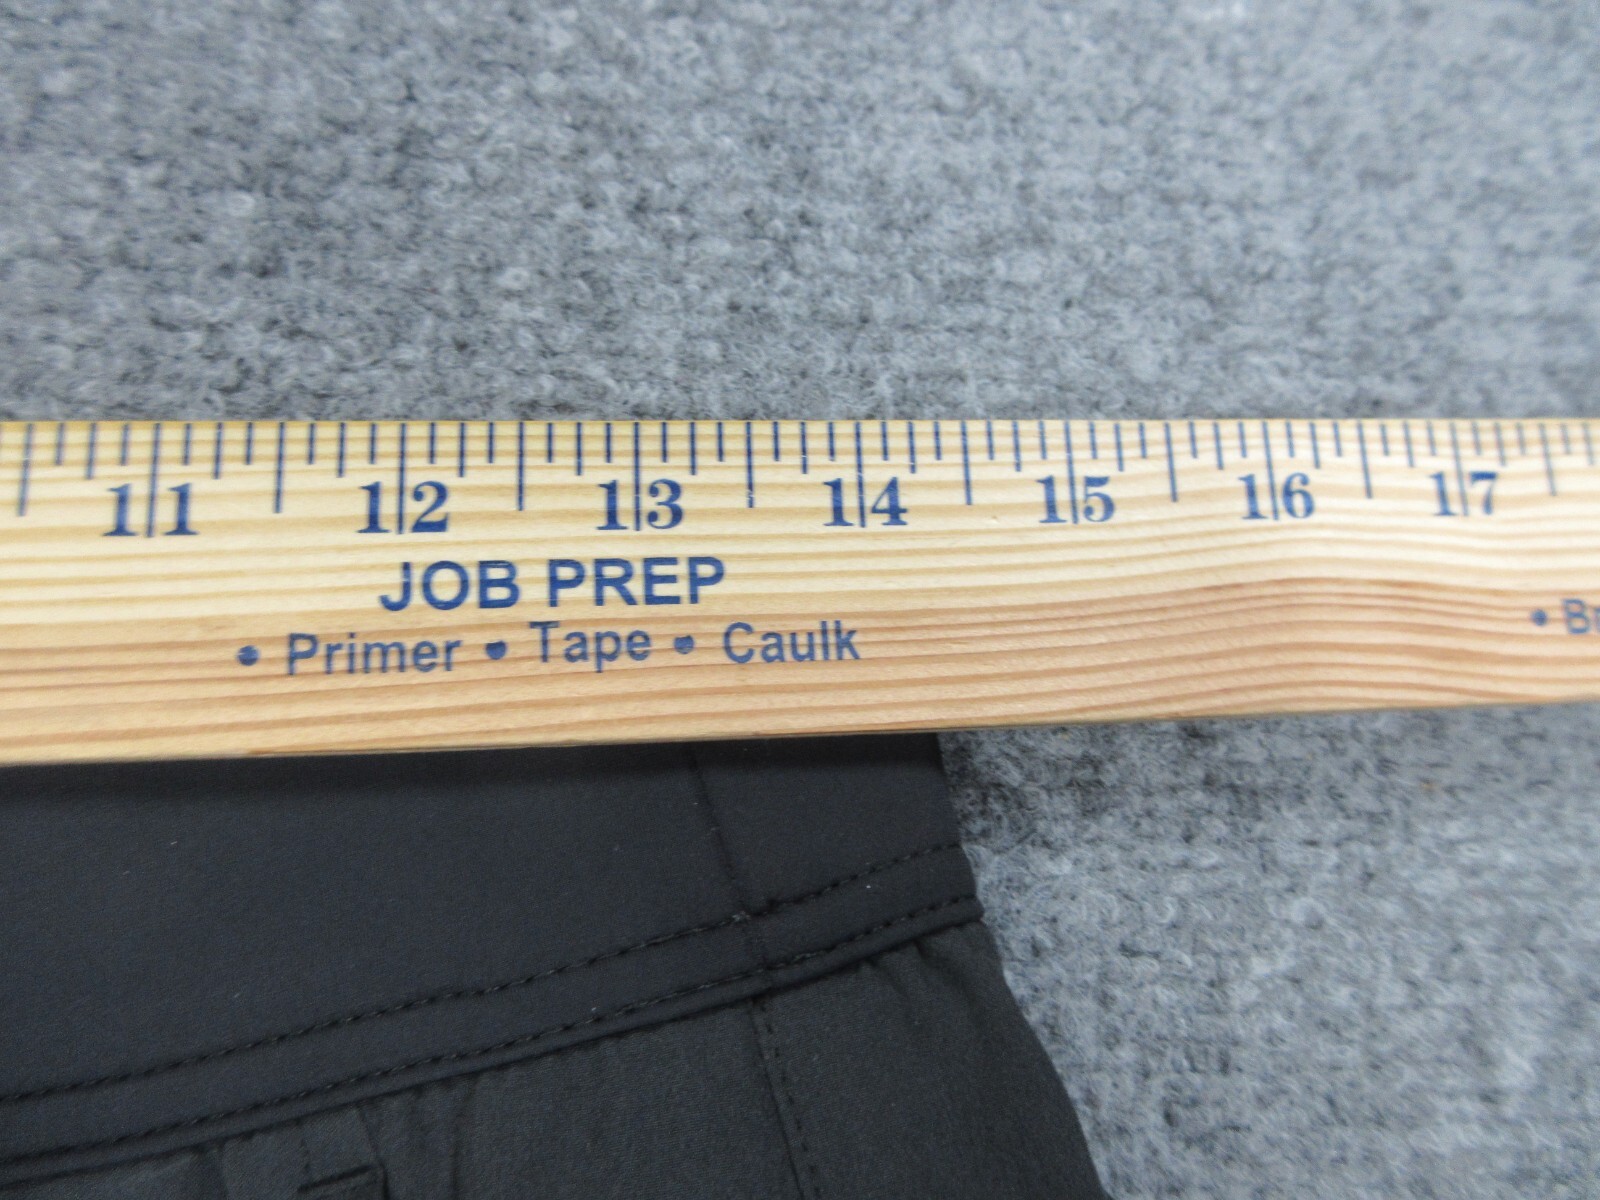 11 12 13 14 15 16 17
JOB PREP
• Primer • Tape • Caulk